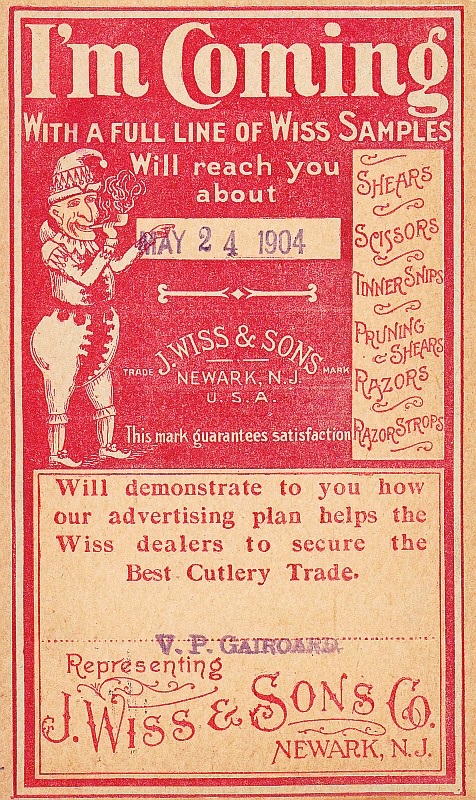 I'm Coming
WITH A FULL LINE OF WISS SAMPLES
Will reach you
about
MAY 24 1904
SHEARS
SCISSORS
TINNER SNIPS
PRUNING
& SHEARS
RAZORS
RAZOR STROPS
J. WISS & SONS
TRADE MARK
NEWARK, N.J.
U.S.A.
This mark guarantees satisfaction
Will demonstrate to you how
our advertising plan helps the
Wiss dealers to secure the
Best Cutlery Trade.
V. P. GAIROARD
Representing
J. WISS & SONS CO.
NEWARK, N.J.